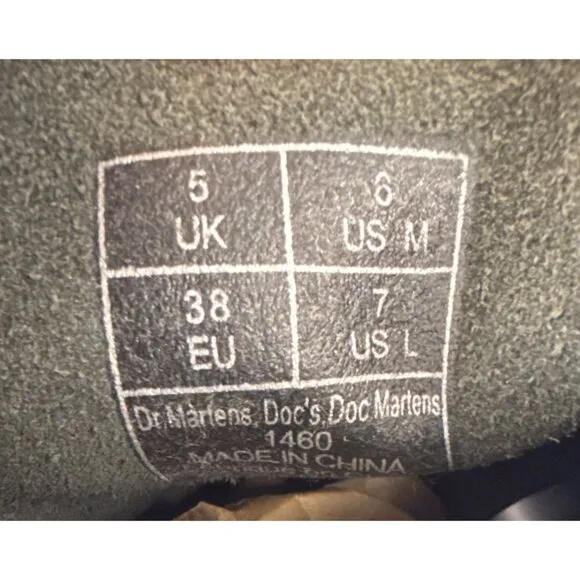 5 UK
6 US M
38 EU
7 US L
Dr. Martens, Doc's, Doc Martens
1460
MADE IN CHINA